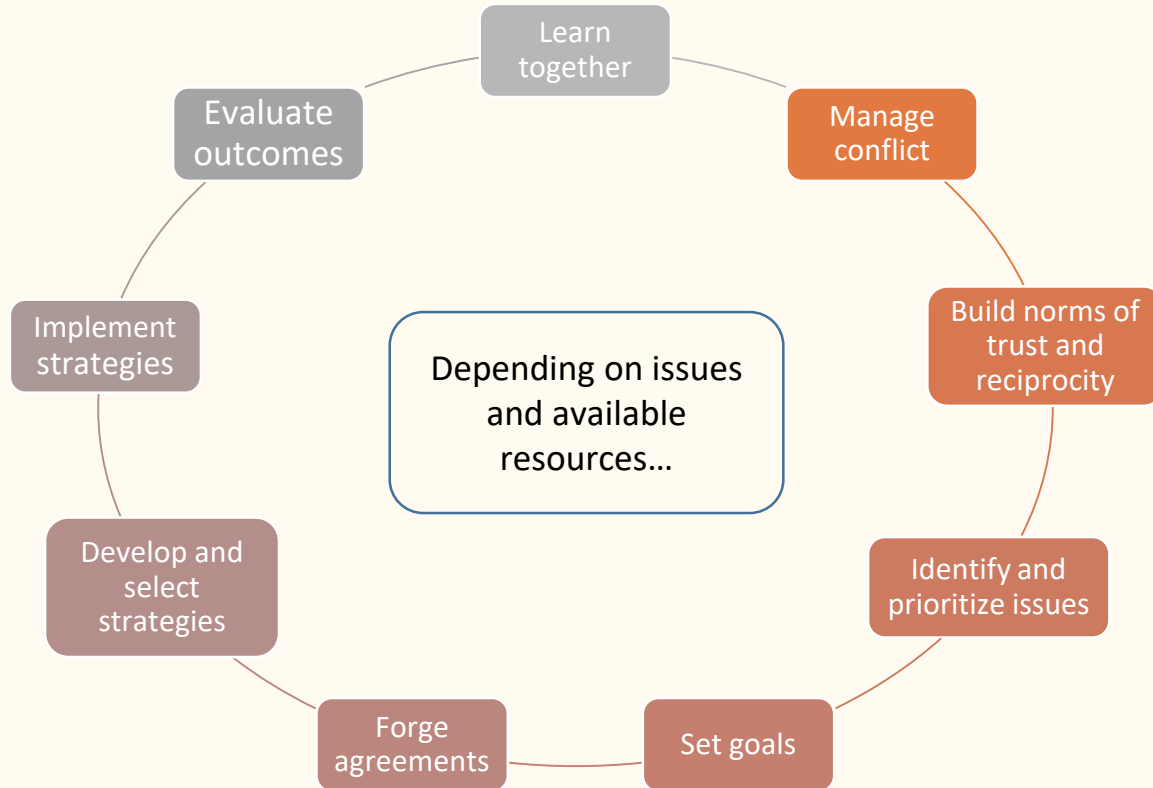 Learn
together
Manage
conflict
Build norms of
trust and
reciprocity
Identify and
prioritize issues
Set goals
Forge
agreements
Develop and
select
strategies
Implement
strategies
Evaluate
outcomes
Depending on issues
and available
resources…